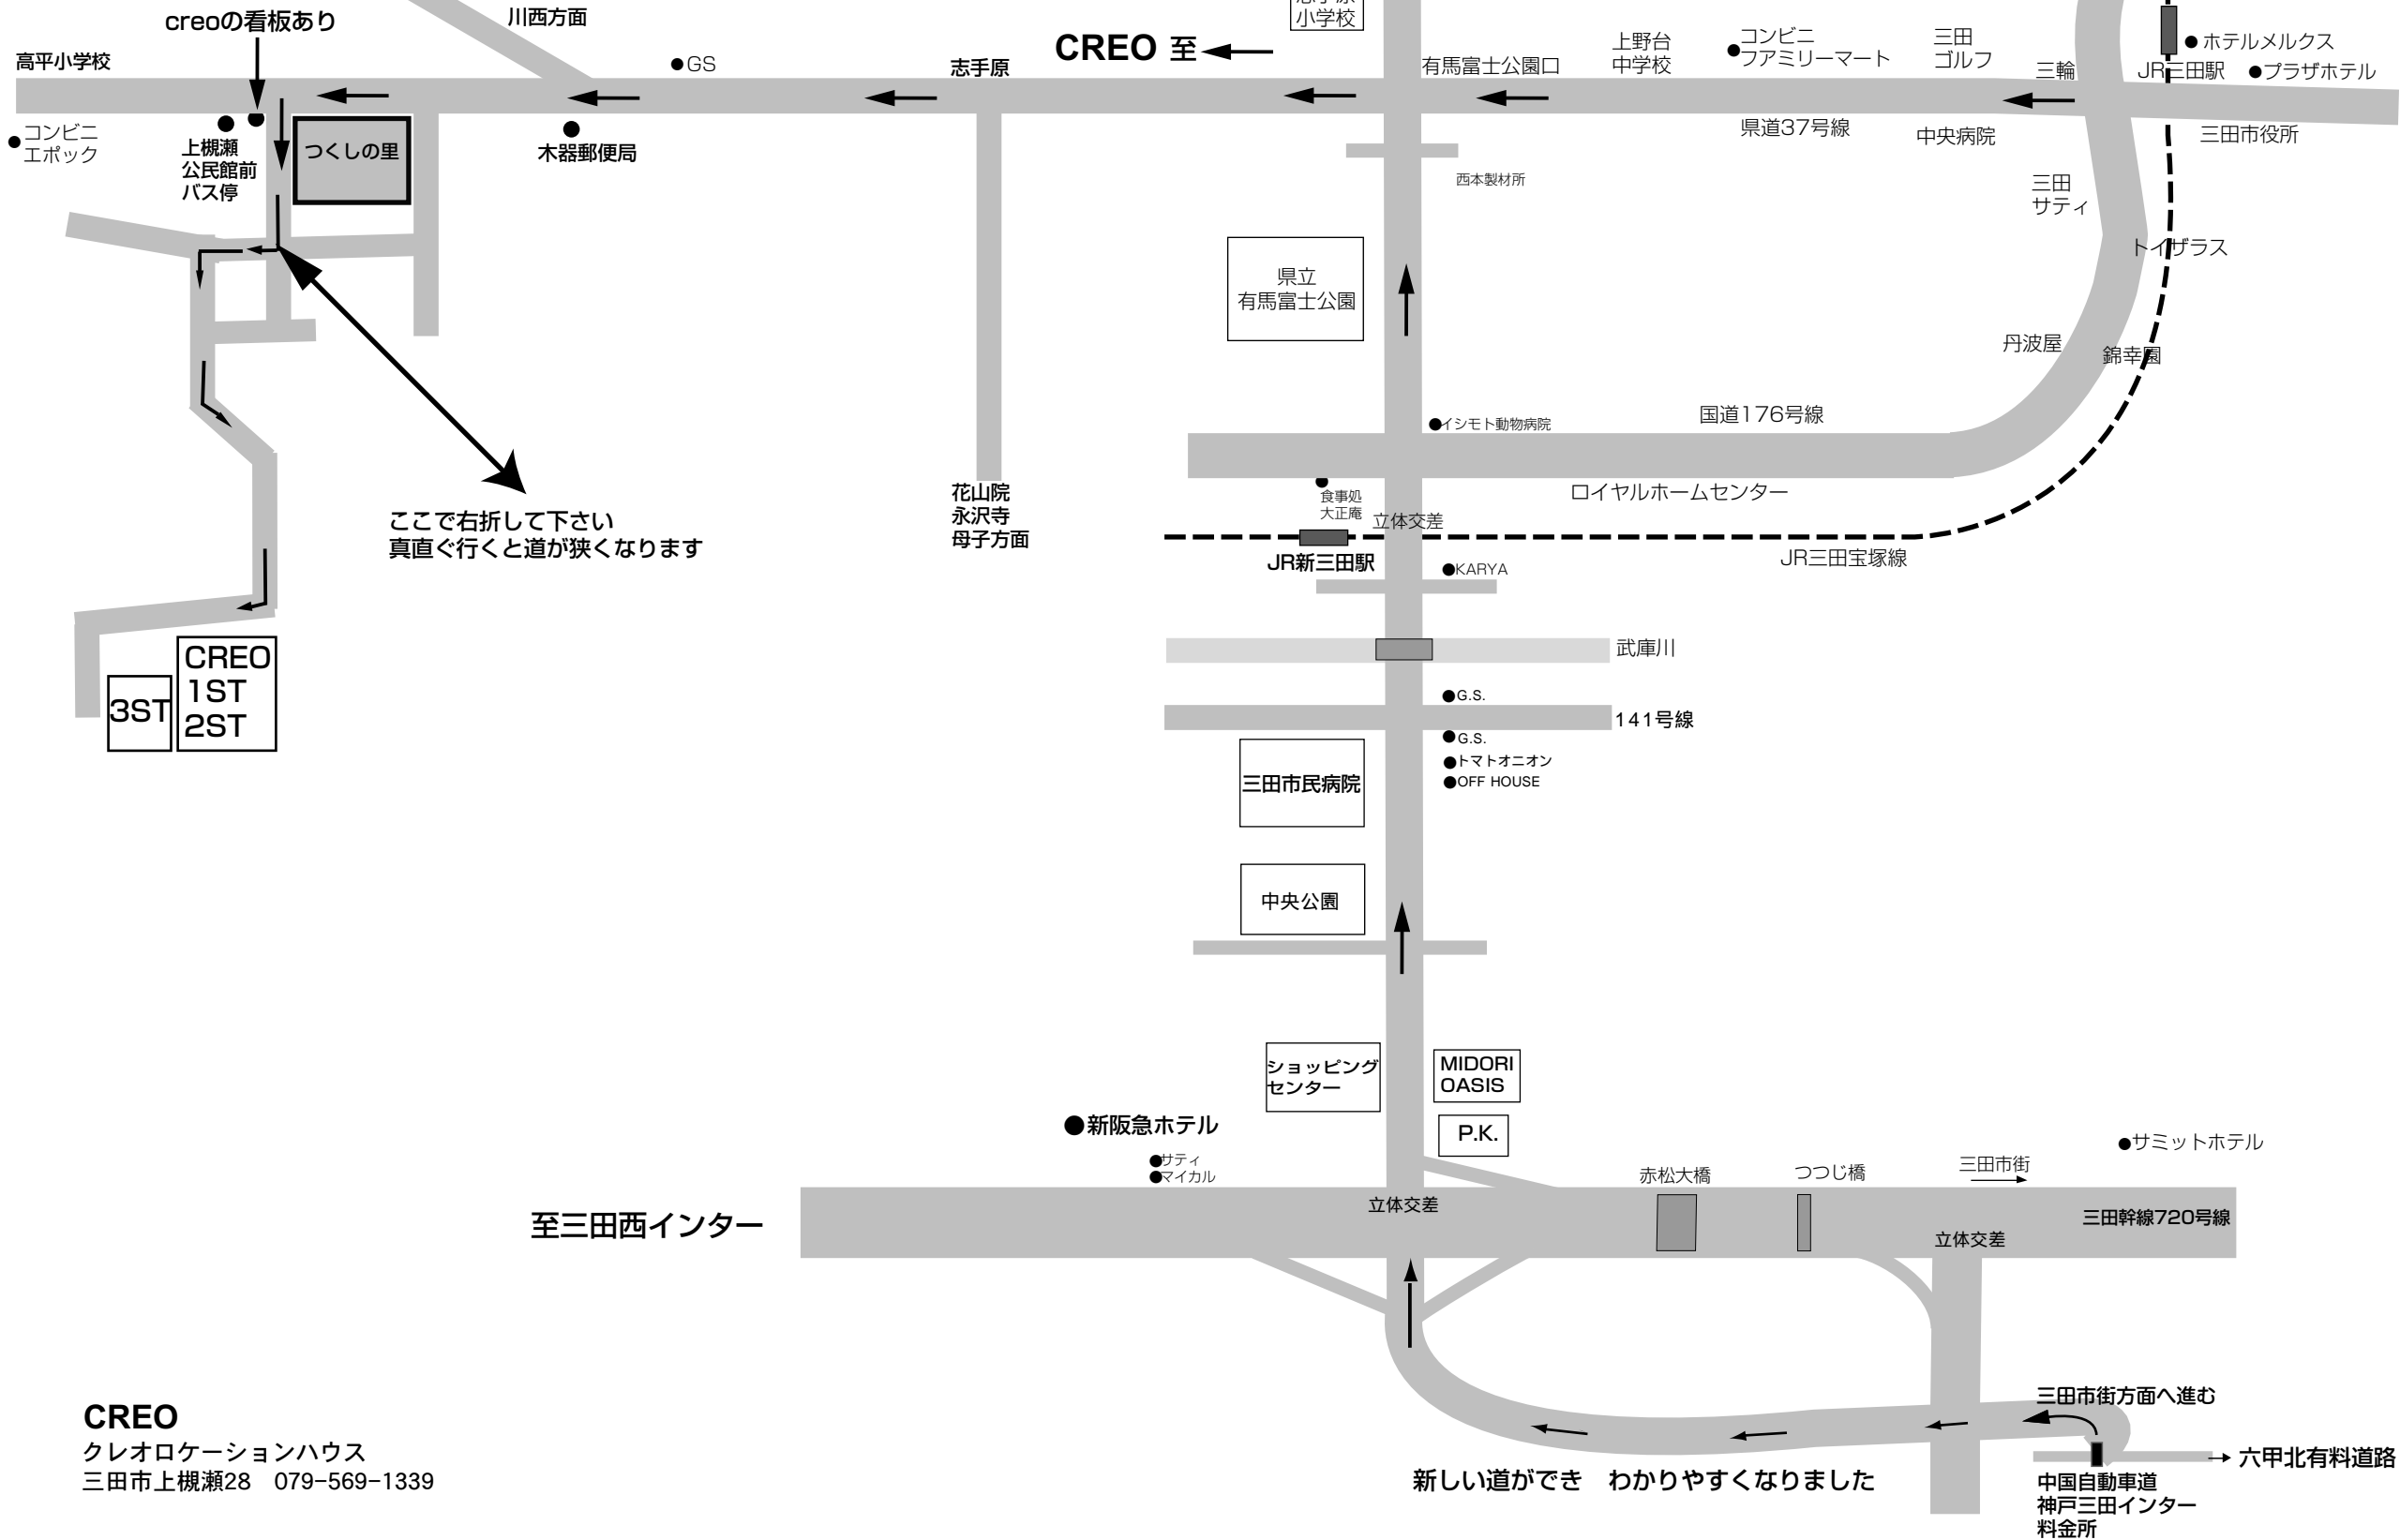 creoの看板あり
川西方面
高平小学校
GS
志手原
CREO 至
志手原
小学校
有馬富士公園口
上野台
中学校
コンビニ
フアミリーマート
三田
ゴルフ
三輪
ホテルメルクス
JR三田駅
プラザホテル
コンビニ
エポック
上槻瀬
公民館前
バス停
つくしの里
木器郵便局
県道37号線
中央病院
三田市役所
西本製材所
三田
サティ
トイザラス
県立
有馬富士公園
丹波屋
錦幸園
イシモト動物病院
国道176号線
ここで右折して下さい
真直ぐ行くと道が狭くなります
花山院
永沢寺
母子方面
食事処
大正庵
立体交差
ロイヤルホームセンター
JR新三田駅
KARYA
JR三田宝塚線
武庫川
CREO
1ST
2ST
3ST
G.S.
141号線
G.S.
トマトオニオン
OFF HOUSE
三田市民病院
中央公園
ショッピング
センター
MIDORI
OASIS
P.K.
新阪急ホテル
サティ
マイカル
赤松大橋
つつじ橋
三田市街
サミットホテル
至三田西インター
立体交差
三田幹線720号線
立体交差
三田市街方面へ進む
六甲北有料道路
中国自動車道
神戸三田インター
料金所
新しい道ができ　わかりやすくなりました
CREO
クレオロケーションハウス
三田市上槻瀬28　079-569-1339